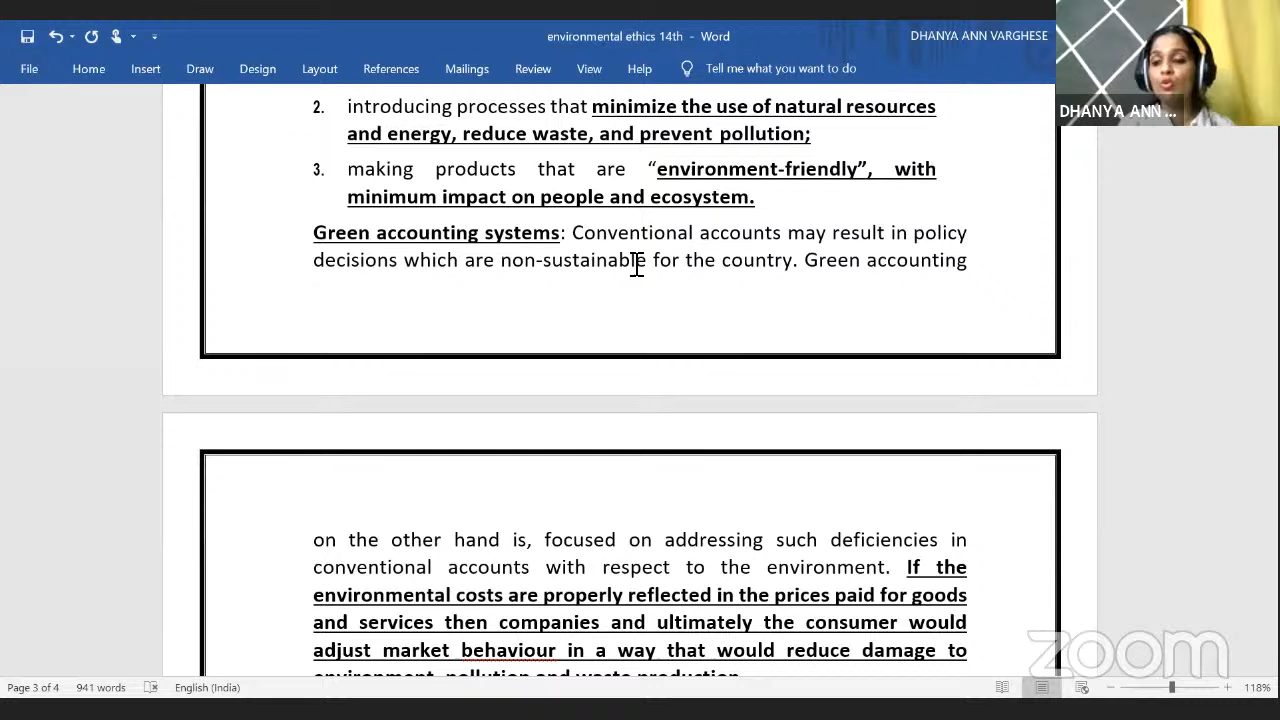 environmental ethics 14th - Word
DHANYA ANN VARGHESE
File Home Insert Draw Design Layout References Mailings Review View Help Tell me what you want to do
DHANYA ANN ...
2. introducing processes that minimize the use of natural resources
and energy, reduce waste, and prevent pollution;
3. making products that are “environment-friendly”, with
minimum impact on people and ecosystem.
Green accounting systems: Conventional accounts may result in policy
decisions which are non-sustainable for the country. Green accounting
on the other hand is, focused on addressing such deficiencies in
conventional accounts with respect to the environment. If the
environmental costs are properly reflected in the prices paid for goods
and services then companies and ultimately the consumer would
adjust market behaviour in a way that would reduce damage to
environment, pollution and waste production.
zoom
Page 3 of 4 941 words English (India) 118%